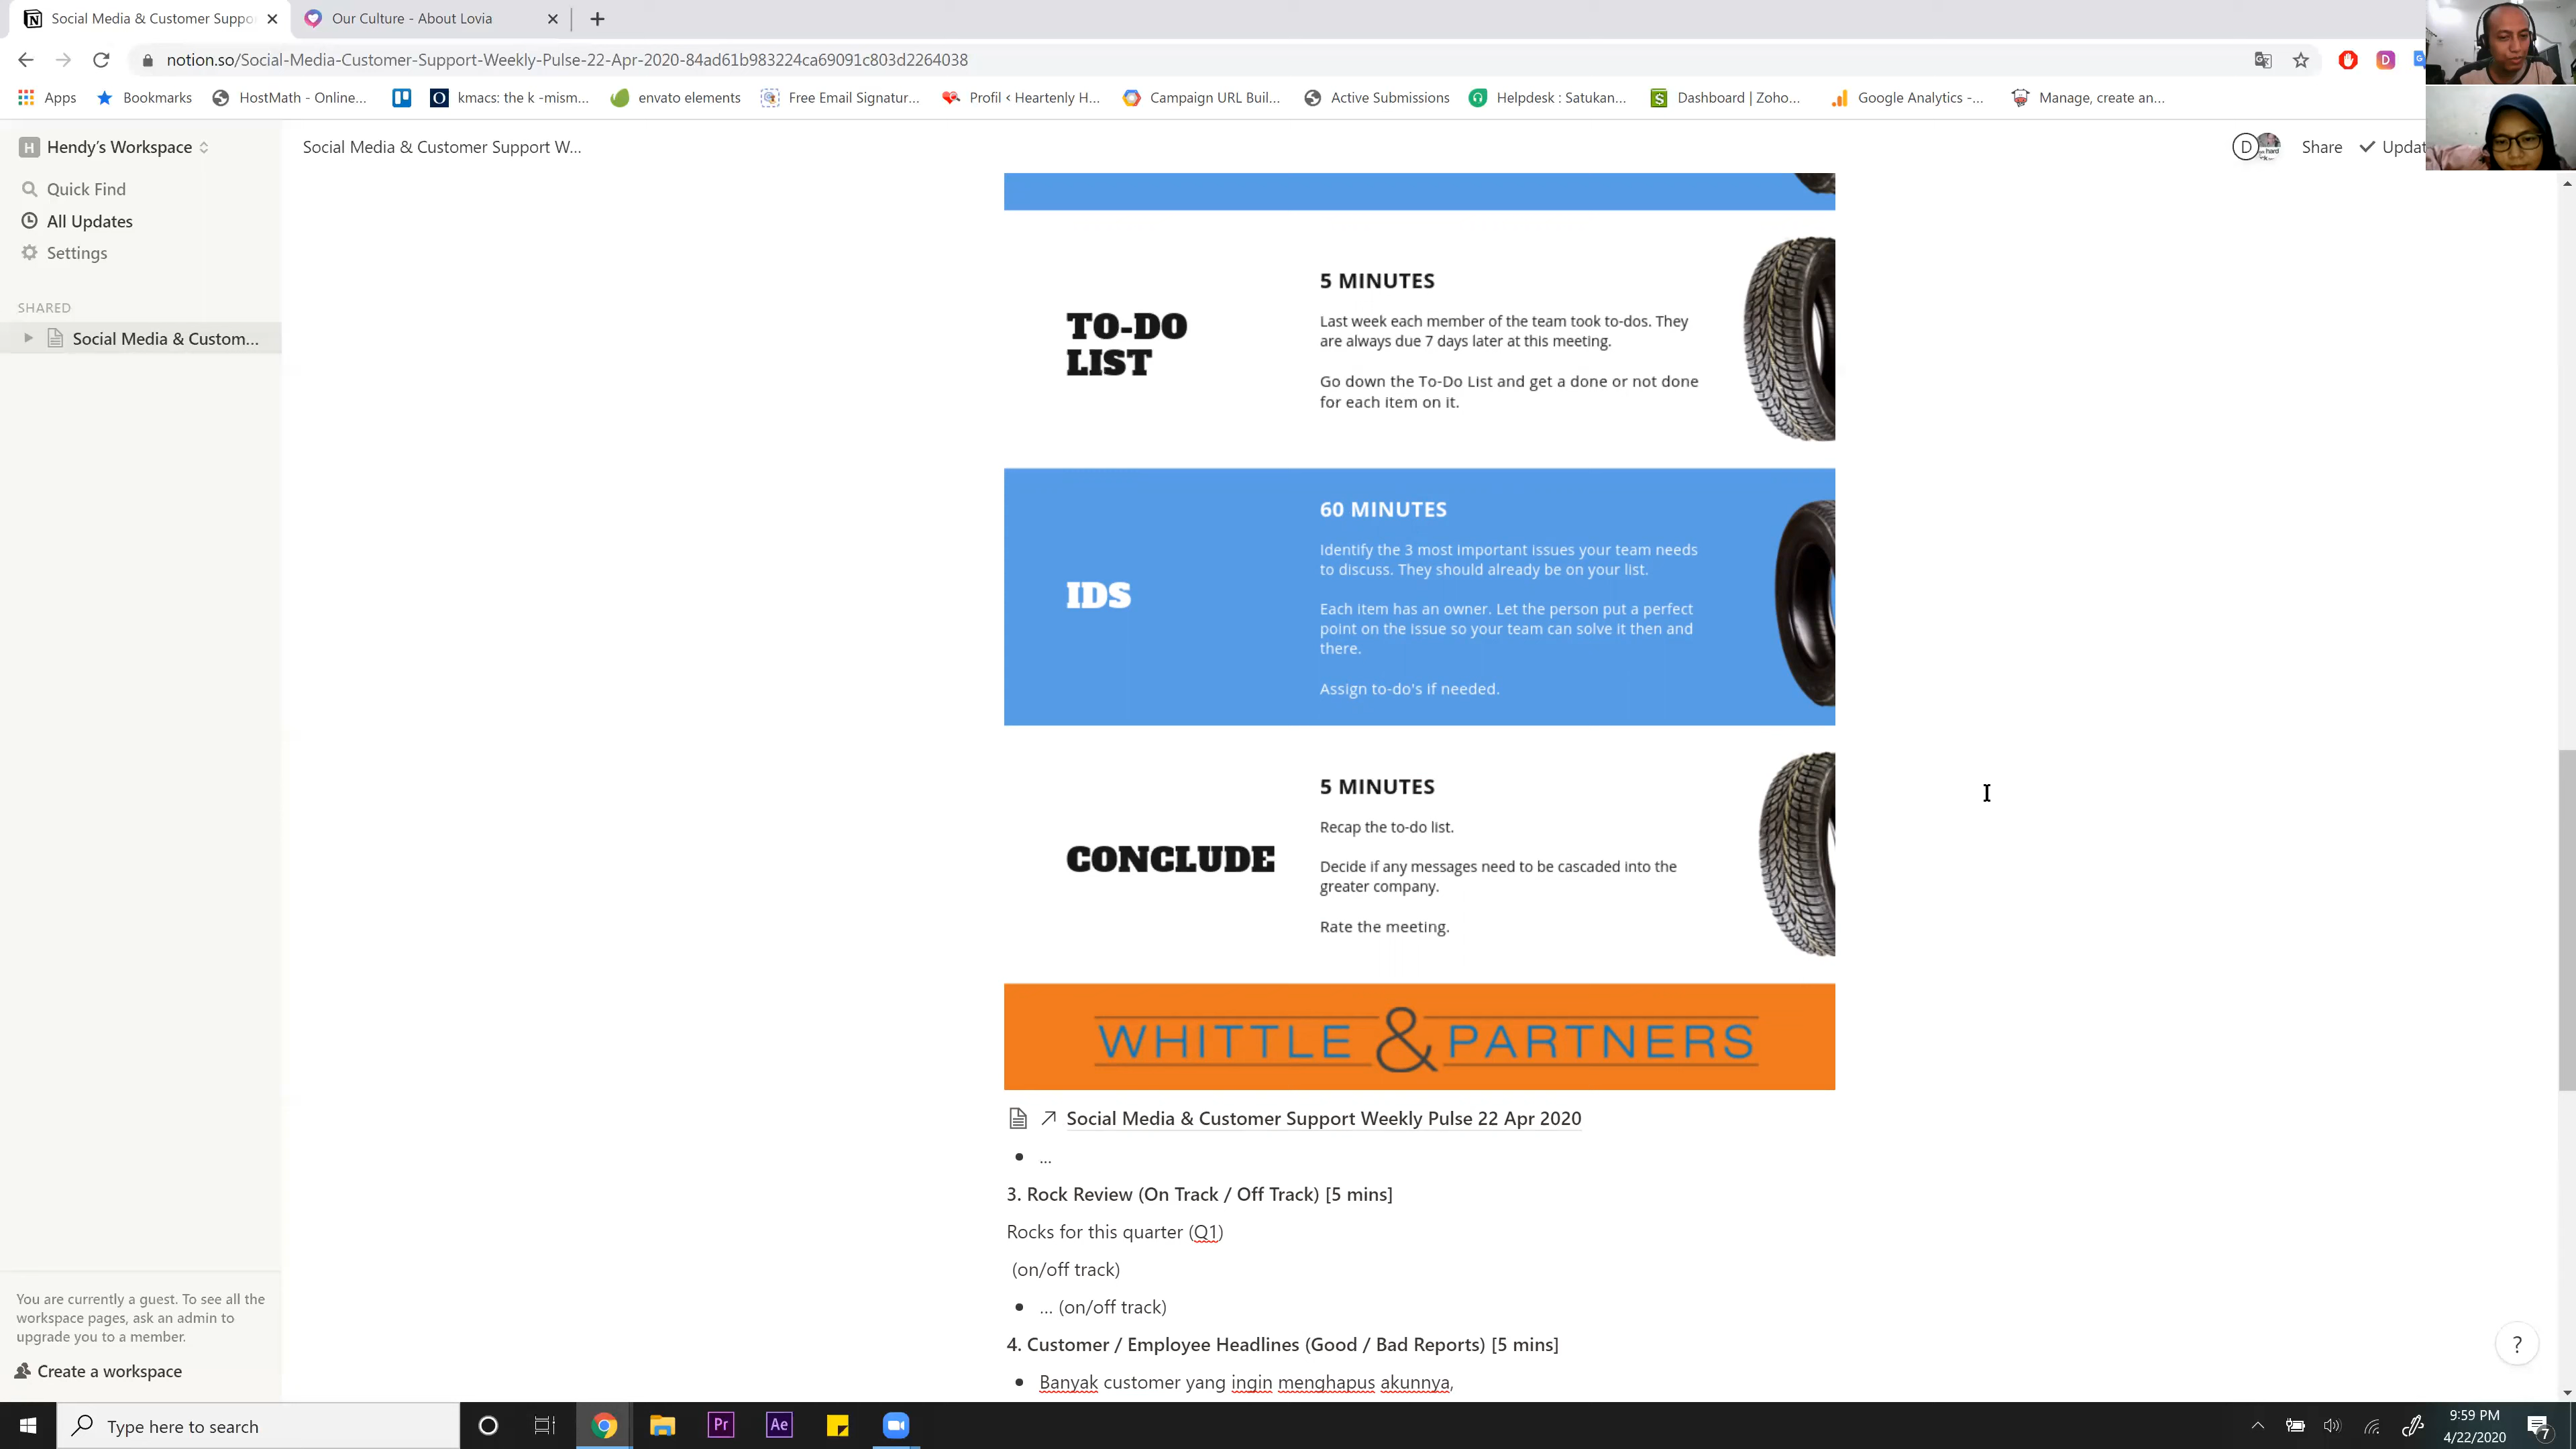 Social Media & Customer Suppo
Our Culture - About Lovia
notion.so/Social-Media-Customer-Support-Weekly-Pulse-22-Apr-2020-84ad61b983224ca69091c803d2264038
Apps
Bookmarks
HostMath - Online...
kmacs: the k -mism...
envato elements
Free Email Signatur...
Profil < Heartenly H...
Campaign URL Buil...
Active Submissions
Helpdesk : Satukan...
Dashboard | Zoho...
Google Analytics -...
Manage, create an...
H Hendy's Workspace
Social Media & Customer Support W...
D
Share
Updat
Quick Find
All Updates
Settings
SHARED
Social Media & Custom...
TO-DO
LIST
5 MINUTES
Last week each member of the team took to-dos. They
are always due 7 days later at this meeting.
Go down the To-Do List and get a done or not done
for each item on it.
IDS
60 MINUTES
Identify the 3 most important issues your team needs
to discuss. They should already be on your list.
Each item has an owner. Let the person put a perfect
point on the issue so your team can solve it then and
there.
Assign to-do's if needed.
CONCLUDE
5 MINUTES
Recap the to-do list.
Decide if any messages need to be cascaded into the
greater company.
Rate the meeting.
WHITTLE & PARTNERS
Social Media & Customer Support Weekly Pulse 22 Apr 2020
• ...
3. Rock Review (On Track / Off Track) [5 mins]
Rocks for this quarter (Q1)
(on/off track)
• ... (on/off track)
4. Customer / Employee Headlines (Good / Bad Reports) [5 mins]
• Banyak customer yang ingin menghapus akunnya,
You are currently a guest. To see all the
workspace pages, ask an admin to
upgrade you to a member.
Create a workspace
?
Type here to search
Pr
Ae
9:59 PM
4/22/2020
7